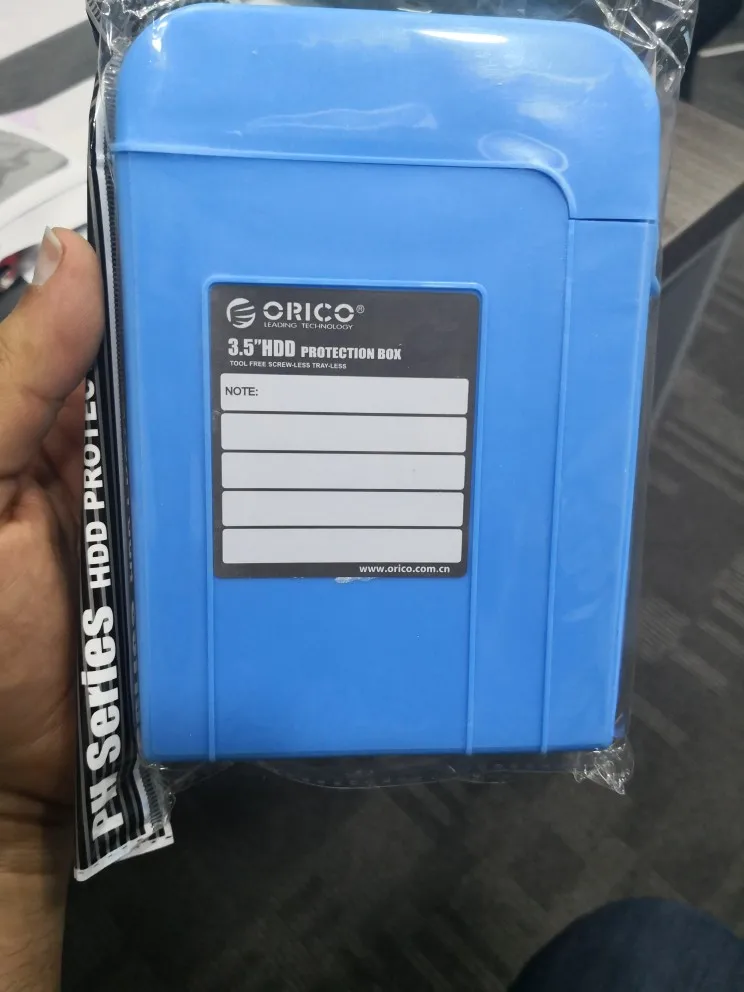 ORICO®
LEADING TECHNOLOGY
3.5"HDD PROTECTION BOX
TOOL FREE SCREW-LESS TRAY-LESS
NOTE:
www.orico.com.cn
PH Series HDD PROTEC